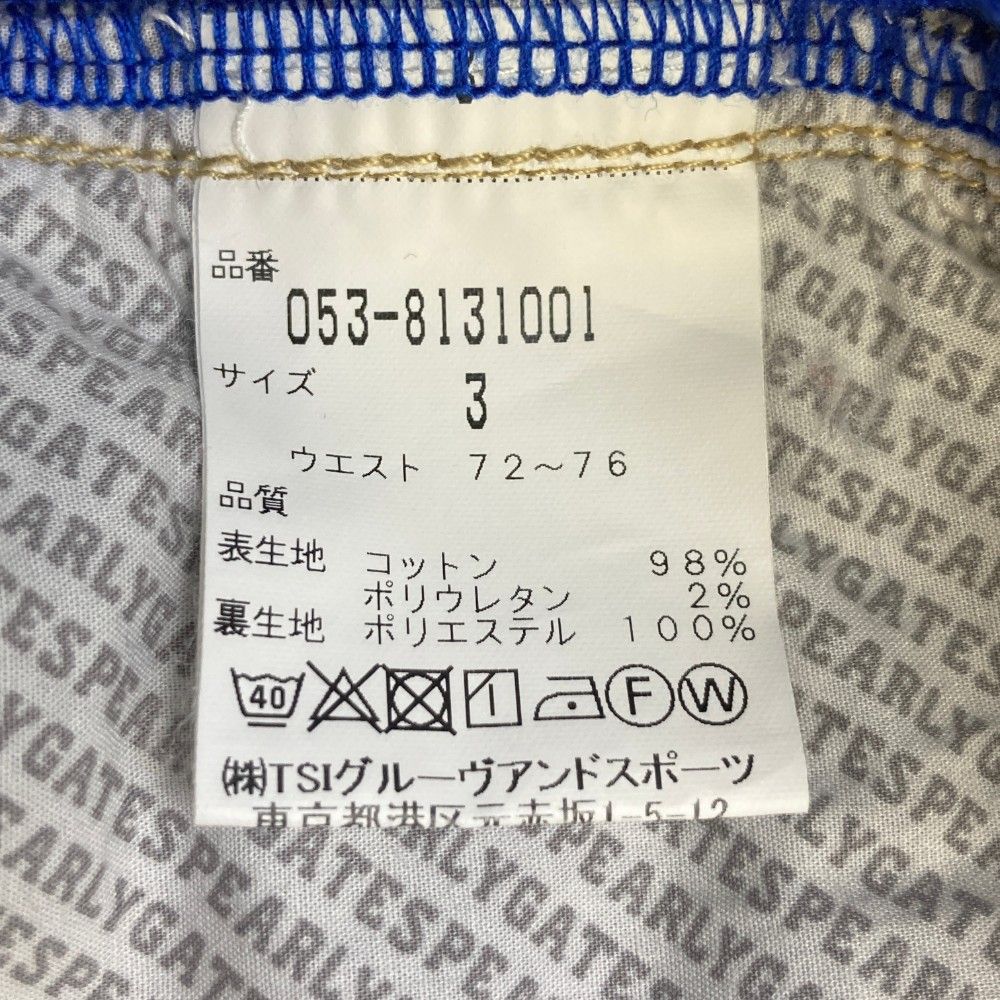 品番
053-8131001
サイズ 3
ウエスト 72～76
品質
表生地 コットン 98%
ポリウレタン 2%
裏生地 ポリエステル 100%
40 F W
㈱TSIグルーヴアンドスポーツ
東京都港区元赤坂1-5-12
PEARLYGATES